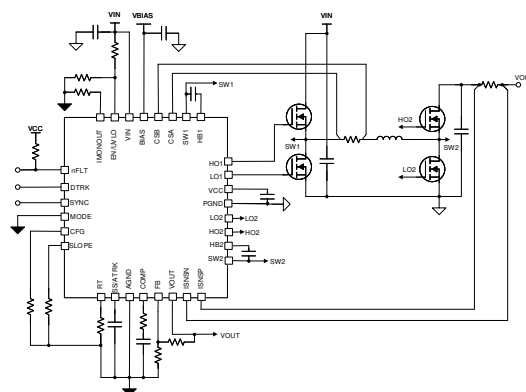 VIN
VBIAS
VIN
VOUT
SW1
VCC
IMONOUT
EN/UVLO
VIN
BIAS
CSB
CSA
SW1
HB1
HO2
SW1
SW2
LO2
nFLT
DTRK
SYNC
MODE
CFG
SLOPE
HO1
LO1
VCC
PGND
LO2
LO2
HO2
HO2
HB2
SW2
SW2
RT
SS/ATRK
AGND
COMP
FB
VOUT
ISNSN
ISNSP
VOUT